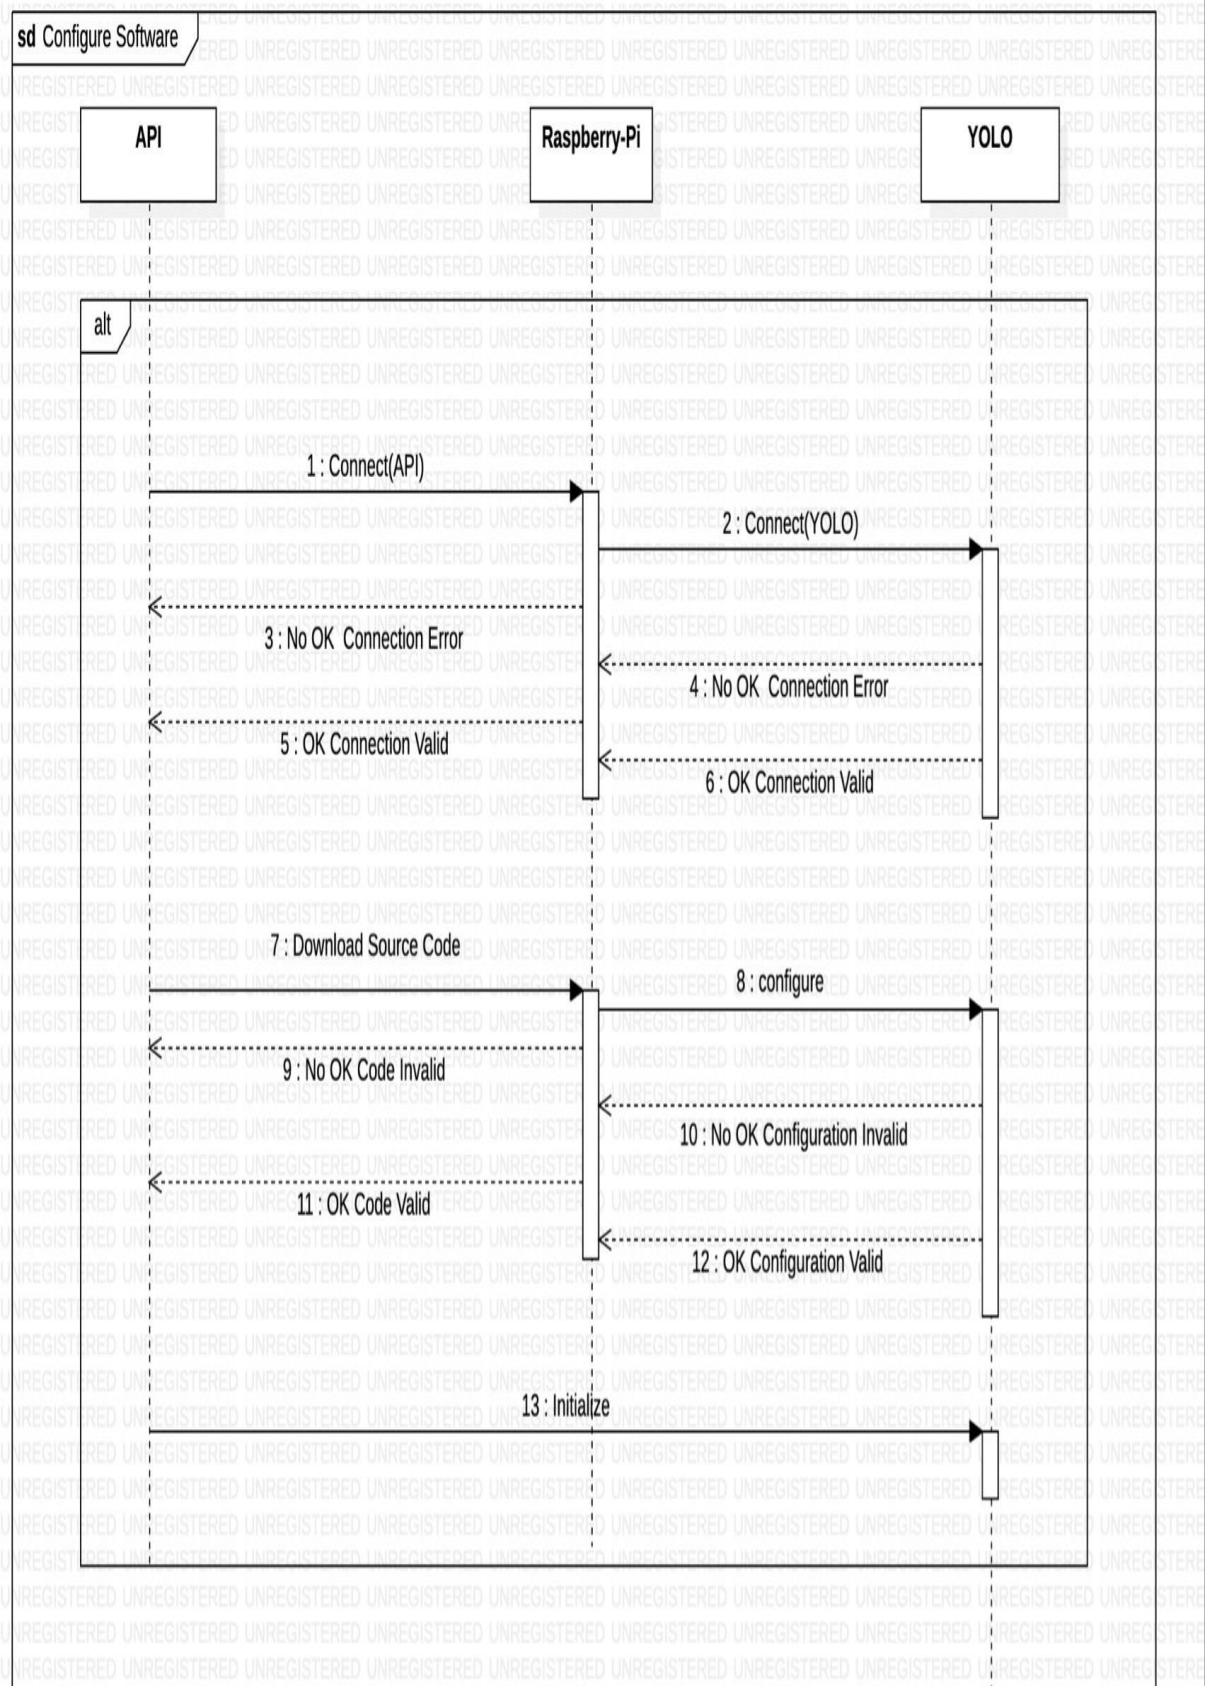 sd Configure Software
API
Raspberry-Pi
YOLO
alt
1 : Connect(API)
2 : Connect(YOLO)
3 : No OK  Connection Error
4 : No OK  Connection Error
5 : OK Connection Valid
6 : OK Connection Valid
7 : Download Source Code
8 : configure
9 : No OK Code Invalid
10 : No OK Configuration Invalid
11 : OK Code Valid
12 : OK Configuration Valid
13 : Initialize
UNREGISTERED